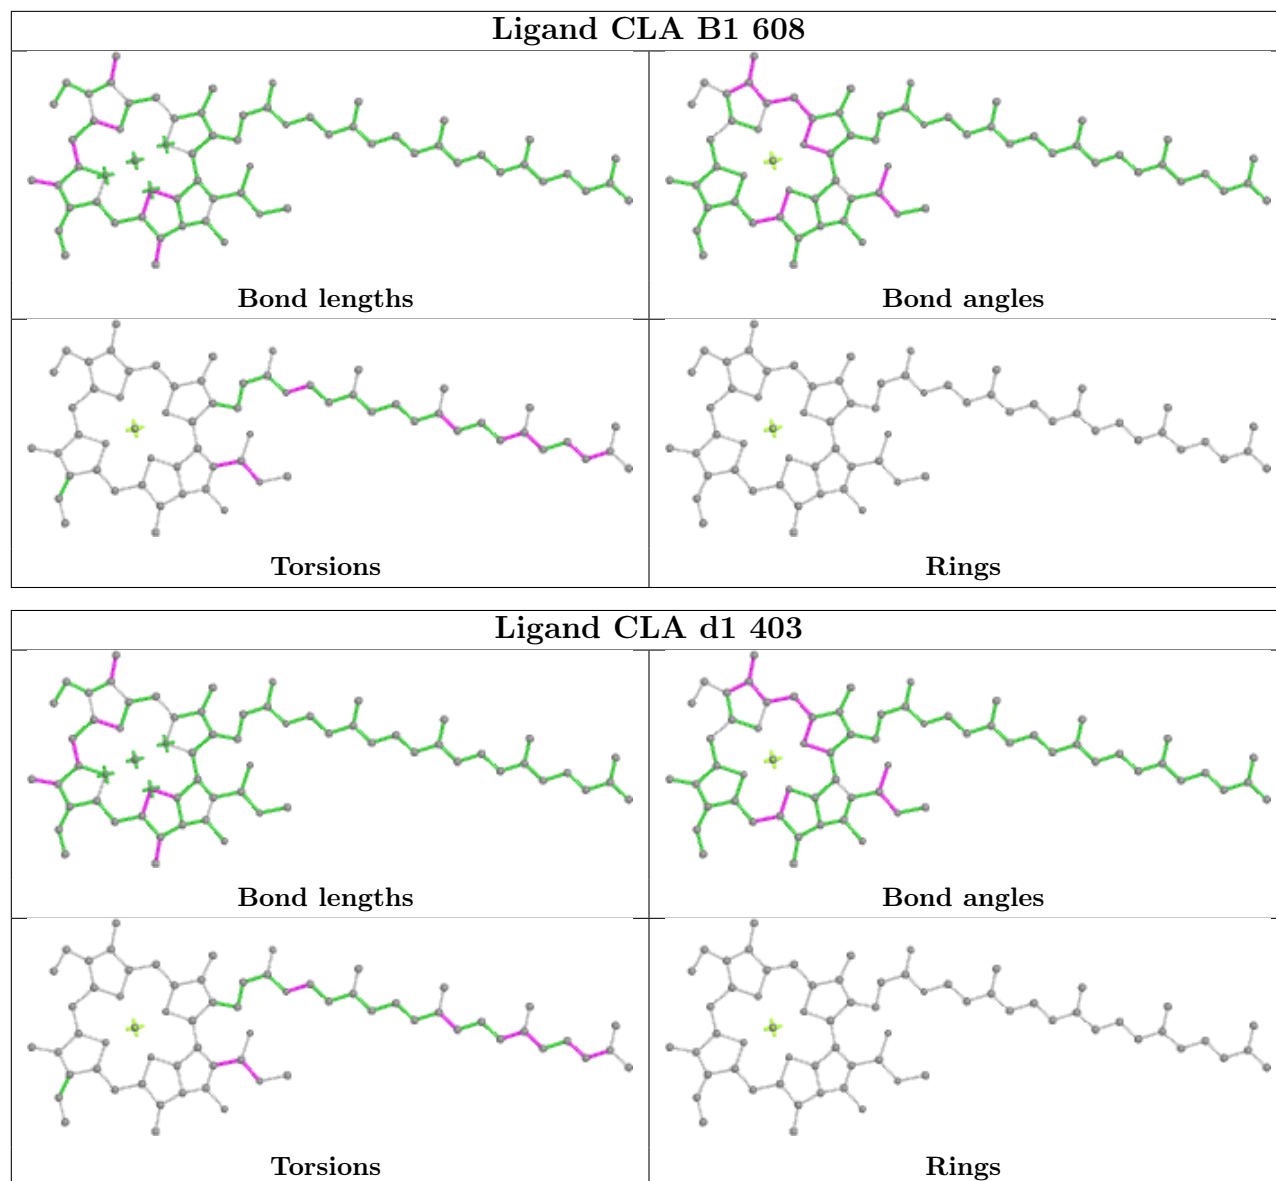 Ligand CLA B1 608
Bond lengths
Bond angles
Torsions
Rings
Ligand CLA d1 403
Bond lengths
Bond angles
Torsions
Rings